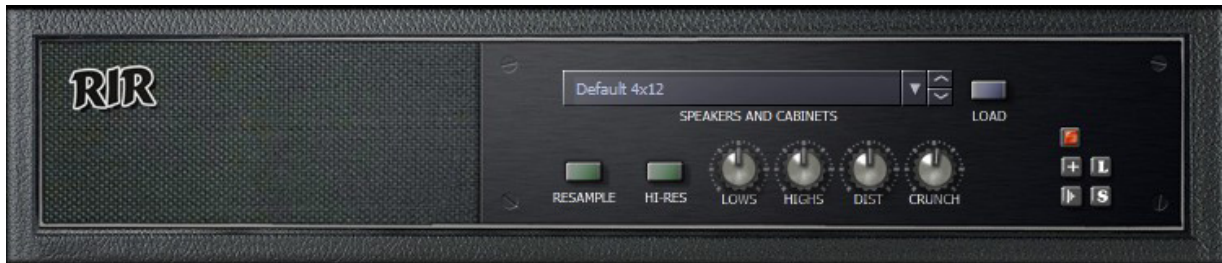 RIR
Default 4x12
SPEAKERS AND CABINETS
LOAD
RESAMPLE
HI-RES
LOWS
HIGHS
DIST
CRUNCH
+
L
S